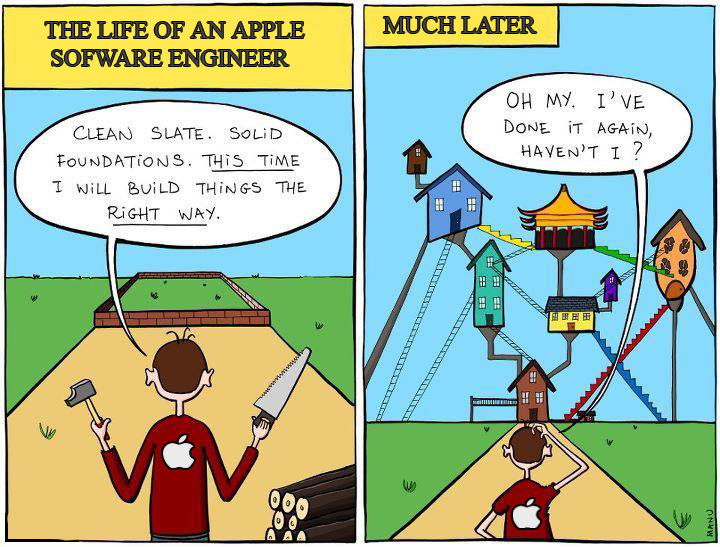 THE LIFE OF AN APPLE
SOFWARE ENGINEER
CLEAN SLATE. SOLID
FOUNDATIONS. THIS TIME
I WILL BUILD THINGS THE
RIGHT WAY.
MUCH LATER
OH MY. I'VE
DONE IT AGAIN,
HAVEN'T I ?
MANU